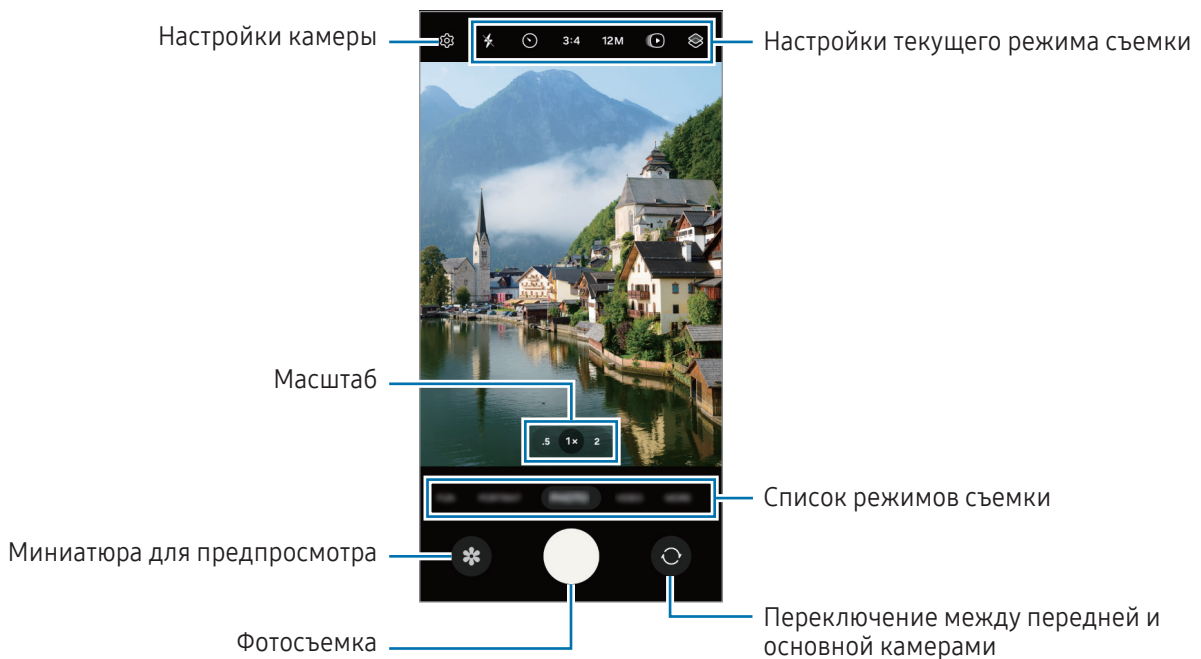 Настройки камеры
3:4 12M
Настройки текущего режима съемки
Масштаб
.5 1× 2
Список режимов съемки
Миниатюра для предпросмотра
Фотосъемка
Переключение между передней и
основной камерами